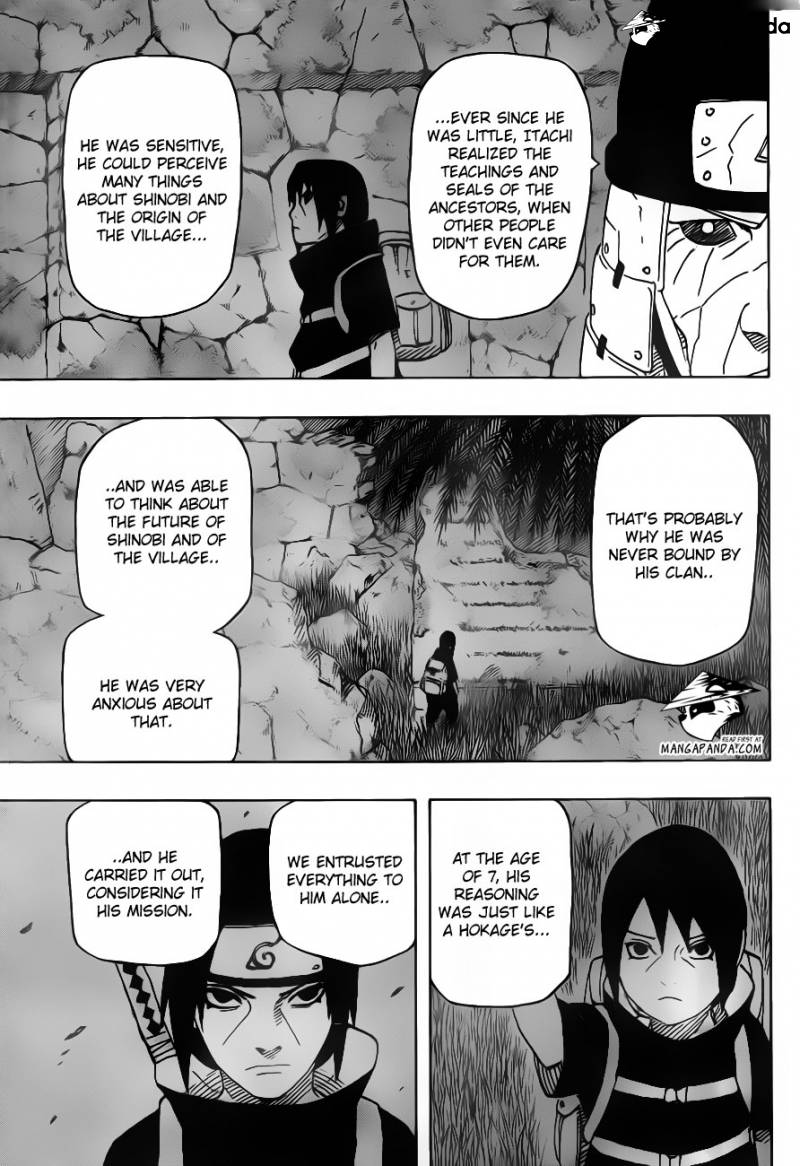 da
...EVER SINCE HE
WAS LITTLE, ITACHI
REALIZED THE
TEACHINGS AND
SEALS OF THE
ANCESTORS, WHEN
OTHER PEOPLE
DIDN'T EVEN CARE
FOR THEM.
HE WAS SENSITIVE,
HE COULD PERCEIVE
MANY THINGS
ABOUT SHINOBI AND
AND THE ORIGIN OF
THE VILLAGE...
THAT'S PROBABLY
WHY HE WAS
NEVER BOUND BY
HIS CLAN..
..AND WAS ABLE
TO THINK ABOUT
THE FUTURE OF
SHINOBI AND OF
THE VILLAGE..
HE WAS VERY
ANXIOUS ABOUT
THAT.
READ FIRST AT
MANGAPANDA.COM
AT THE AGE
OF 7, HIS
REASONING
WAS JUST LIKE
A HOKAGE'S...
WE ENTRUSTED
EVERYTHING TO
HIM ALONE..
..AND HE
CARRIED IT OUT,
CONSIDERING IT
HIS MISSION.